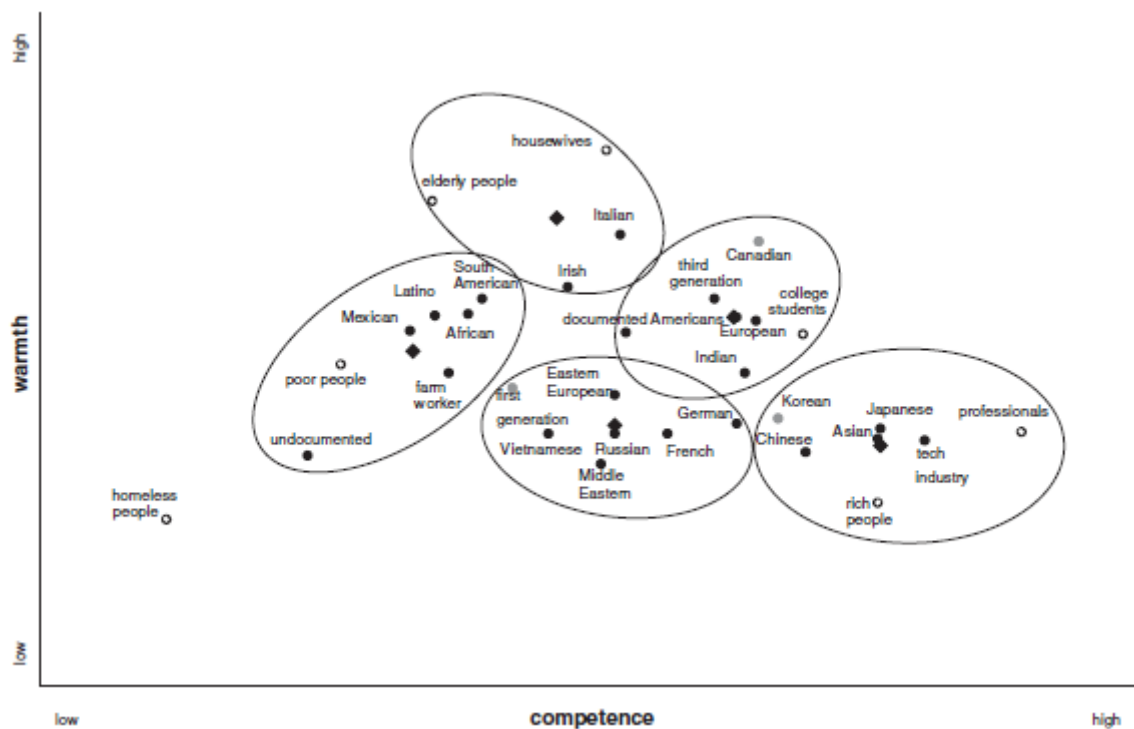 high
housewives
elderly people
Italian
Canadian
South
American
Irish
third
generation
college
students
Latino
Mexican
African
documented
Americans
European
poor people
Indian
farm
worker
Eastern
European
first
generation
German
Korean
Japanese
professionals
undocumented
Vietnamese
Russian
French
Chinese
Asian
tech
industry
Middle
Eastern
homeless
people
rich
people
warmth
low
low
competence
high